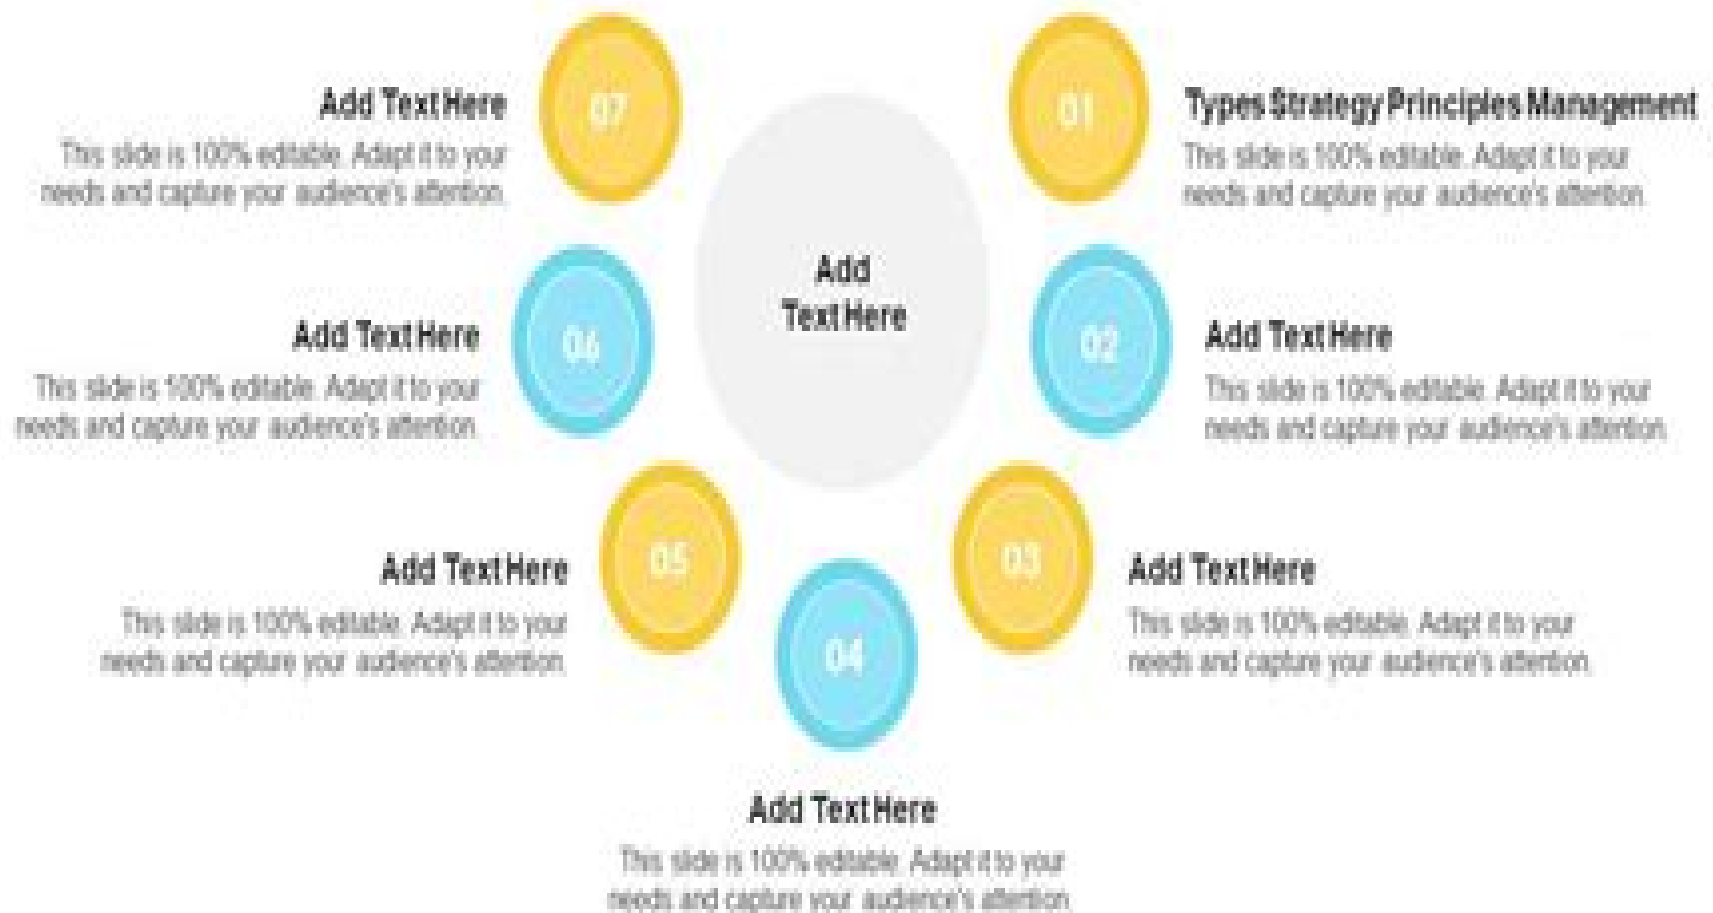 07
Add Text Here
This slide is 100% editable. Adapt it to your
needs and capture your audience's attention.
01
Types Strategy Principles Management
This slide is 100% editable. Adapt it to your
needs and capture your audience's attention.
Add
Text Here
06
Add Text Here
This slide is 100% editable. Adapt it to your
needs and capture your audience's attention.
02
Add Text Here
This slide is 100% editable. Adapt it to your
needs and capture your audience's attention.
05
Add Text Here
This slide is 100% editable. Adapt it to your
needs and capture your audience's attention.
03
Add Text Here
This slide is 100% editable. Adapt it to your
needs and capture your audience's attention.
04
Add Text Here
This slide is 100% editable. Adapt it to your
needs and capture your audience's attention.